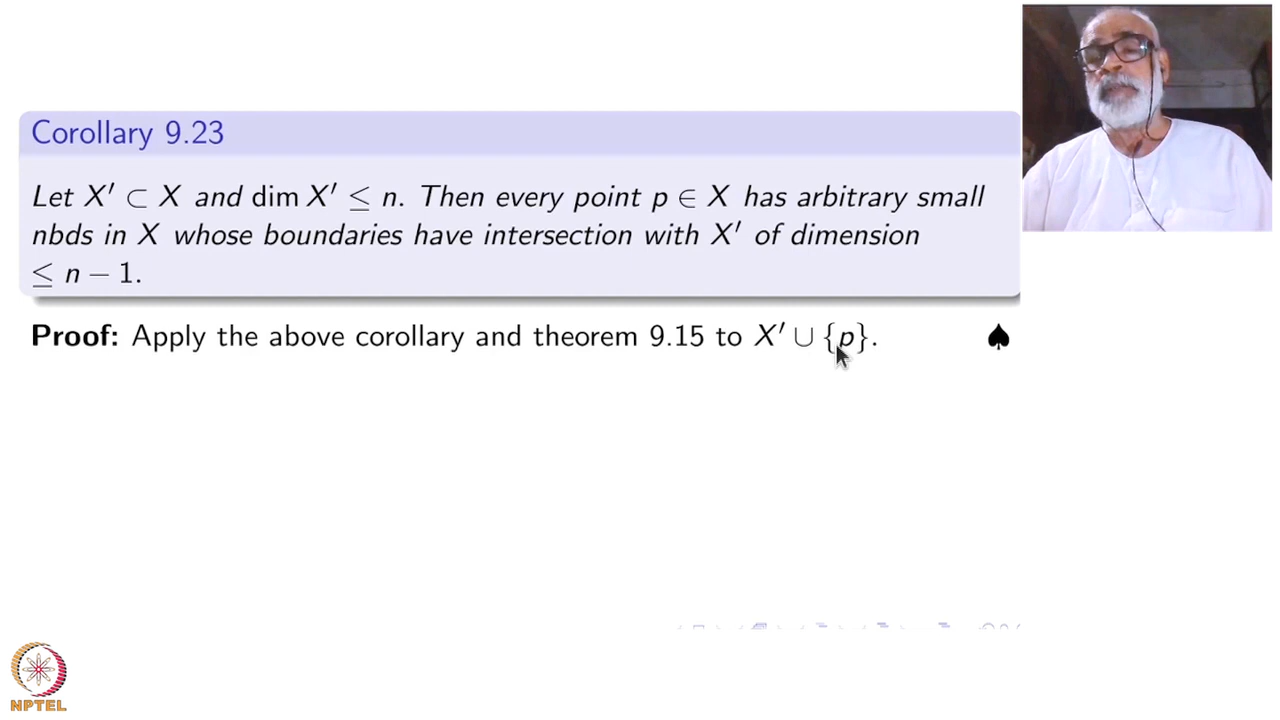 Corollary 9.23
Let X′ ⊂ X and dim X′ ≤ n. Then every point p ∈ X has arbitrary small
nbds in X whose boundaries have intersection with X′ of dimension
≤ n − 1.
Proof: Apply the above corollary and theorem 9.15 to X′ ∪ {p}. ♠
NPTEL